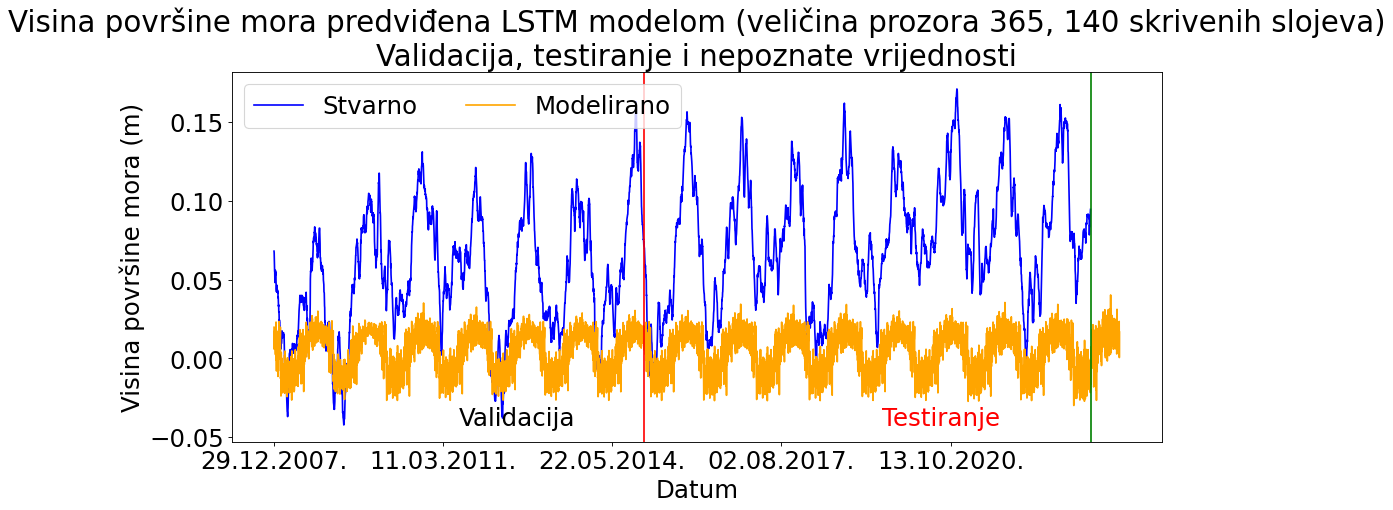 Visina površine mora predviđena LSTM modelom (veličina prozora 365, 140 skrivenih slojeva)
Validacija, testiranje i nepoznate vrijednosti
Stvarno
Modelirano
Visina površine mora (m)
0.15
0.10
0.05
0.00
−0.05
Validacija
Testiranje
29.12.2007.
11.03.2011.
22.05.2014.
02.08.2017.
13.10.2020.
Datum